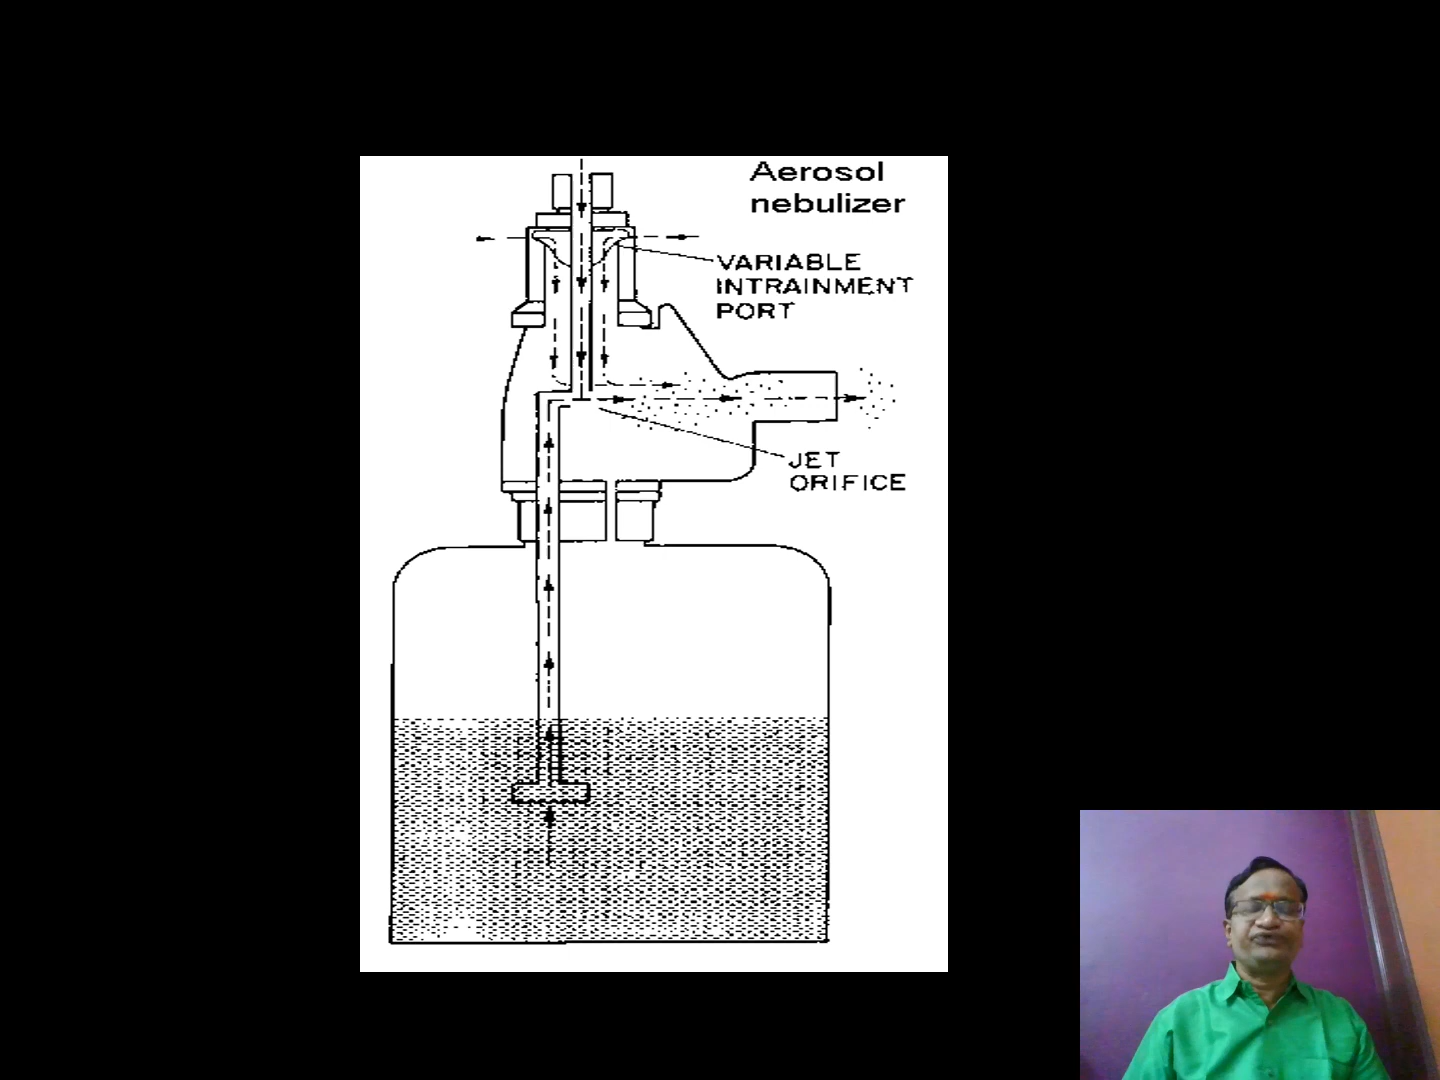 Aerosol
nebulizer
VARIABLE
INTRAINMENT
PORT
JET
ORIFICE